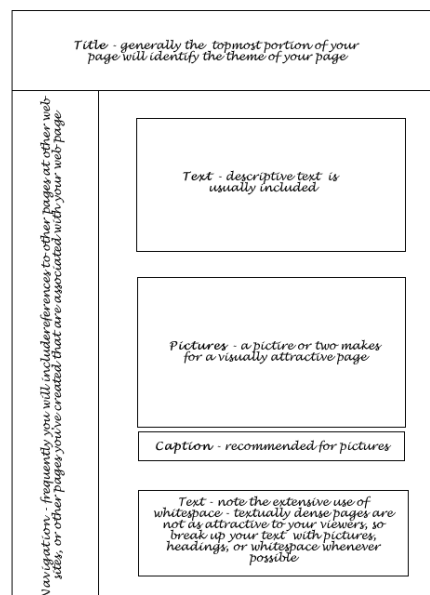 Title - generally the topmost portion of your
page will identify the theme of your page
Navigation - frequently you will includereferences to other pages at other web
sites, or other pages you've created that are associated with your web page
Text - descriptive text is
usually included
Pictures - a pictire or two makes
for a visually attractive page
Caption - recommended for pictures
Text - note the extensive use of
whitespace - textually dense pages are
not as attractive to your viewers, so
break up your text with pictures,
headings, or whitespace whenever
possible